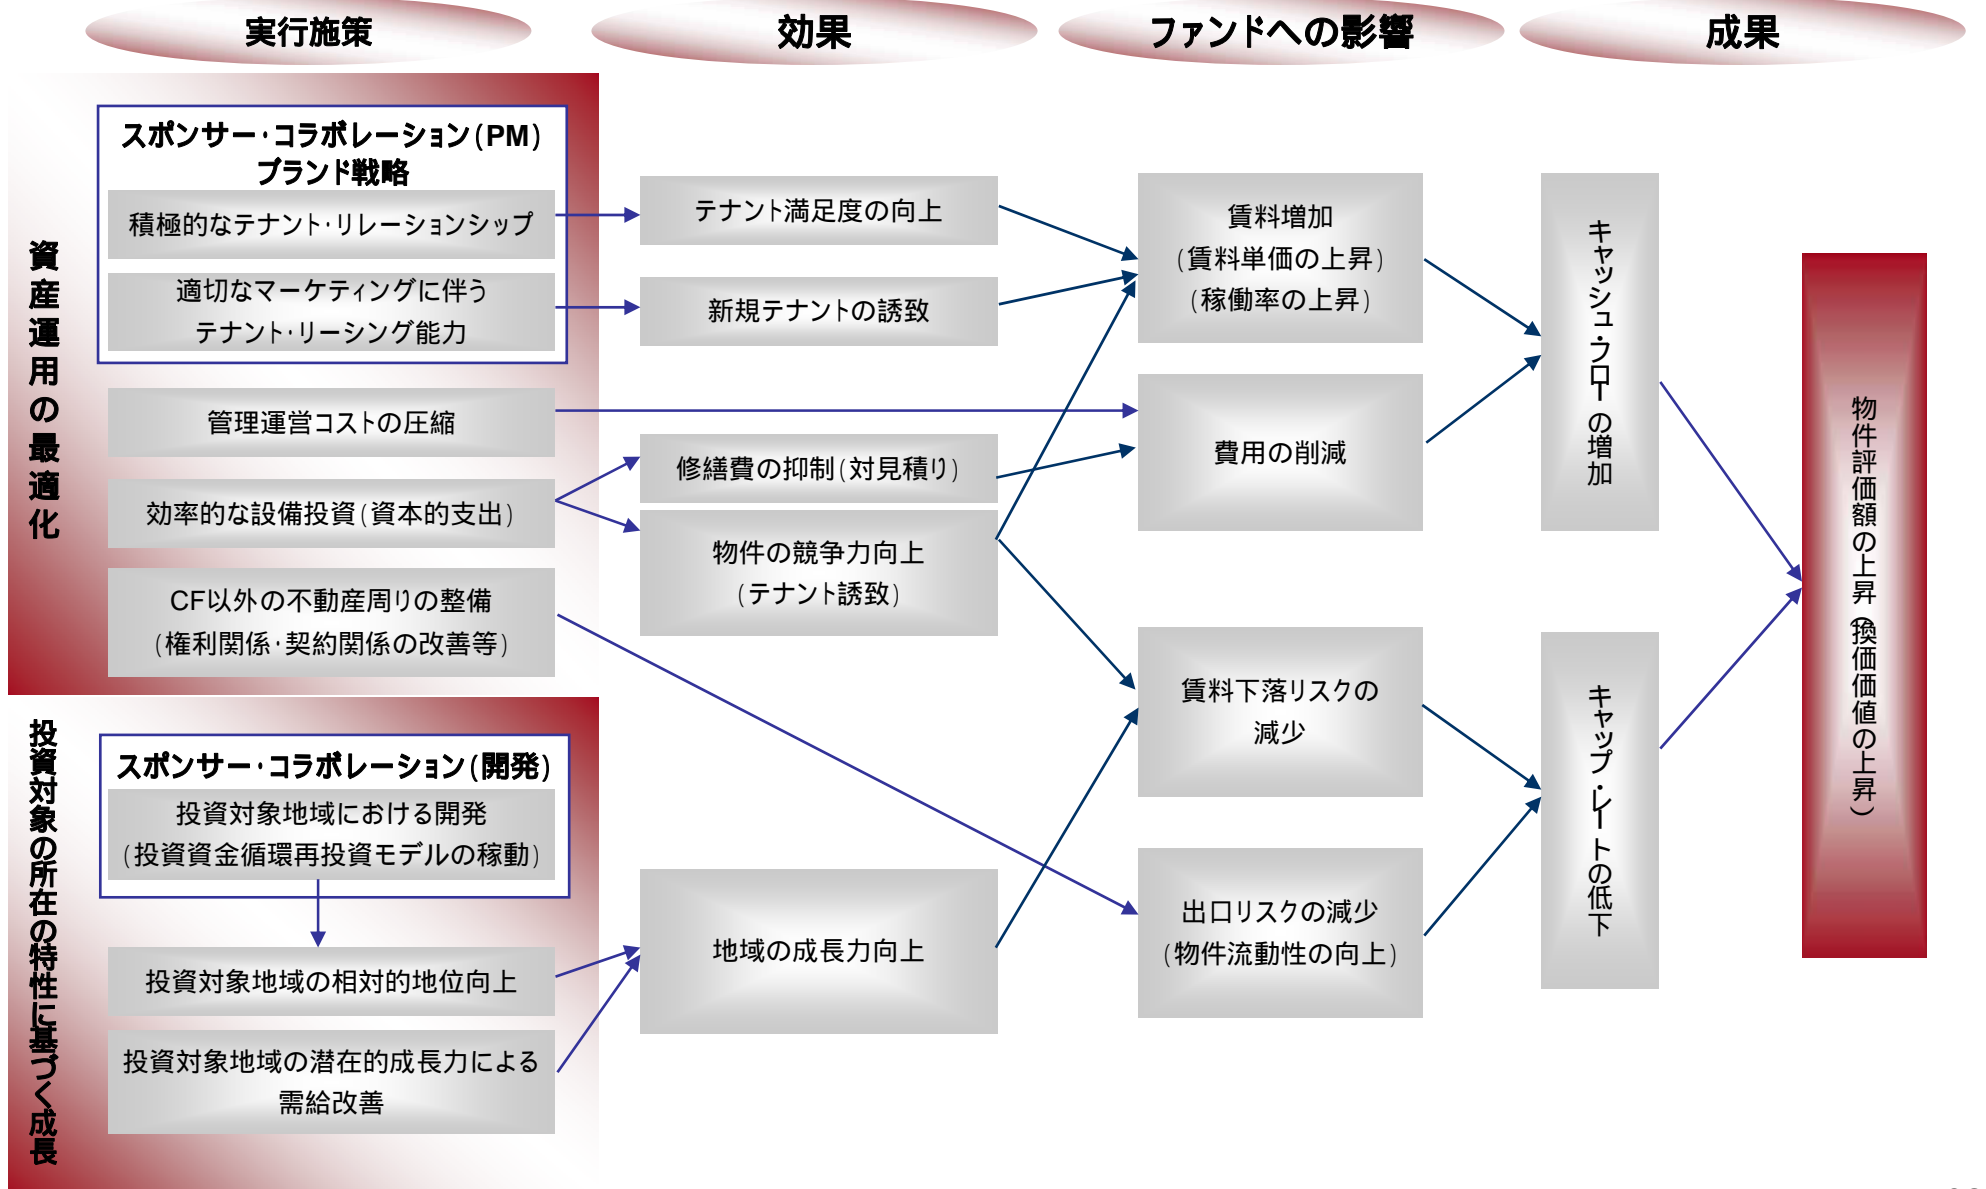 実行施策
効果
ファンドへの影響
成果
資産運用の最適化
スポンサー・コラボレーション(PM)
ブランド戦略
積極的なテナント・リレーションシップ
適切なマーケティングに伴う
テナント・リーシング能力
管理運営コストの圧縮
効率的な設備投資(資本的支出)
CF以外の不動産周りの整備
(権利関係・契約関係の改善等)
投資対象の所在の特性に基づく成長
スポンサー・コラボレーション(開発)
投資対象地域における開発
(投資資金循環再投資モデルの稼動)
投資対象地域の相対的地位向上
投資対象地域の潜在的成長力による
需給改善
テナント満足度の向上
新規テナントの誘致
修繕費の抑制(対見積り)
物件の競争力向上
(テナント誘致)
地域の成長力向上
賃料増加
(賃料単価の上昇)
(稼働率の上昇)
費用の削減
賃料下落リスクの
減少
出口リスクの減少
(物件流動性の向上)
キャッシュ・フローの増加
キャップ・レートの低下
物件評価額の上昇(換価価値の上昇)